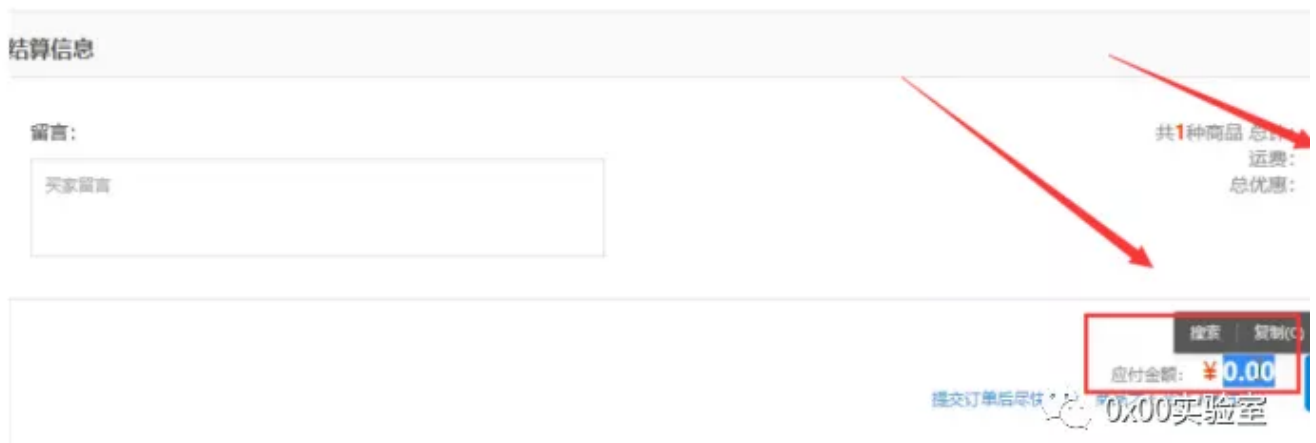 结算信息
留言：
买家留言
共1种商品 总计：
运费：
总优惠：
搜索 复制(C)
应付金额： ¥ 0.00
提交订单后尽快
0x00实验室